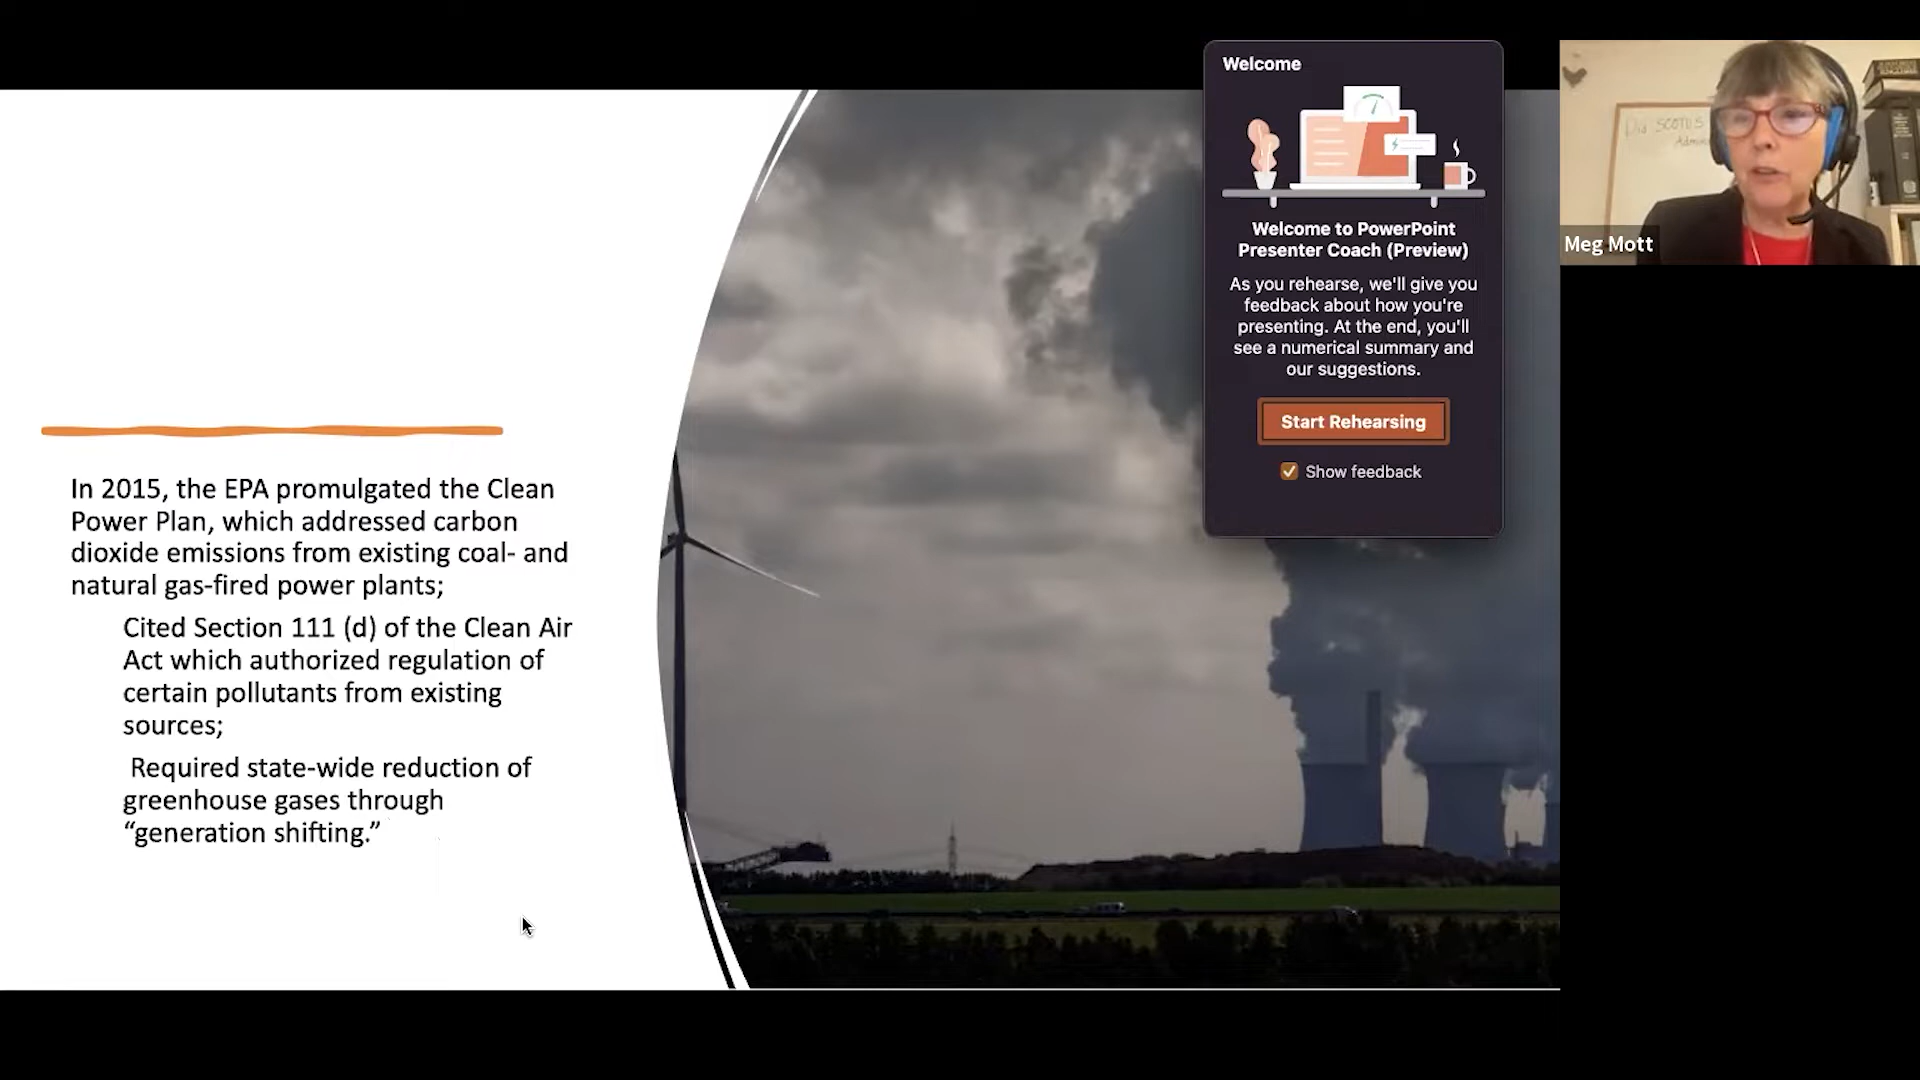 In 2015, the EPA promulgated the Clean
Power Plan, which addressed carbon
dioxide emissions from existing coal- and
natural gas-fired power plants;
Cited Section 111 (d) of the Clean Air
Act which authorized regulation of
certain pollutants from existing
sources;
Required state-wide reduction of
greenhouse gases through
“generation shifting.”
Welcome
Welcome to PowerPoint
Presenter Coach (Preview)
As you rehearse, we'll give you
feedback about how you're
presenting. At the end, you'll
see a numerical summary and
our suggestions.
Start Rehearsing
Show feedback
Did SCOTUS
Meg Mott